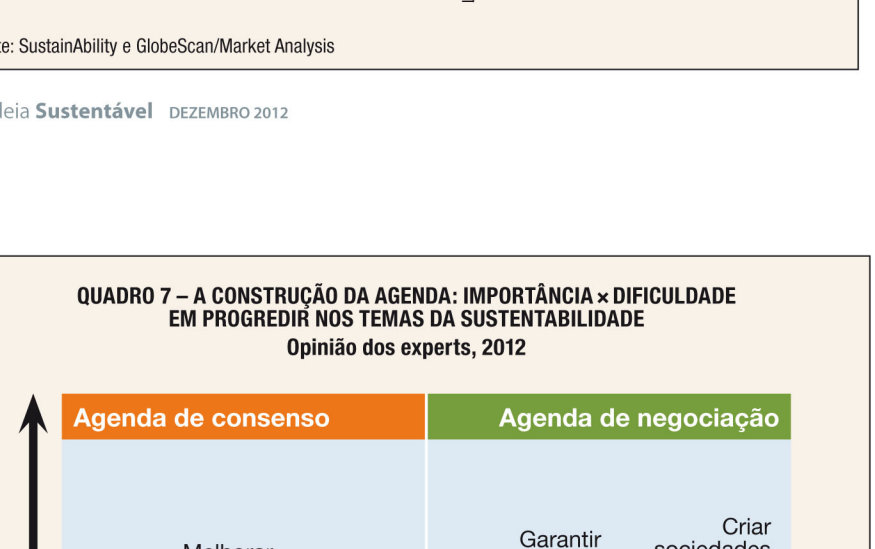 SustainAbility e GlobeScan/Market Analysis
Sustentável DEZEMBRO 2012
QUADRO 7 – A CONSTRUÇÃO DA AGENDA: IMPORTÂNCIA × DIFICULDADE
EM PROGREDIR NOS TEMAS DA SUSTENTABILIDADE
Opinião dos experts, 2012
Agenda de consenso
Agenda de negociação
Garantir
Criar
sociedades